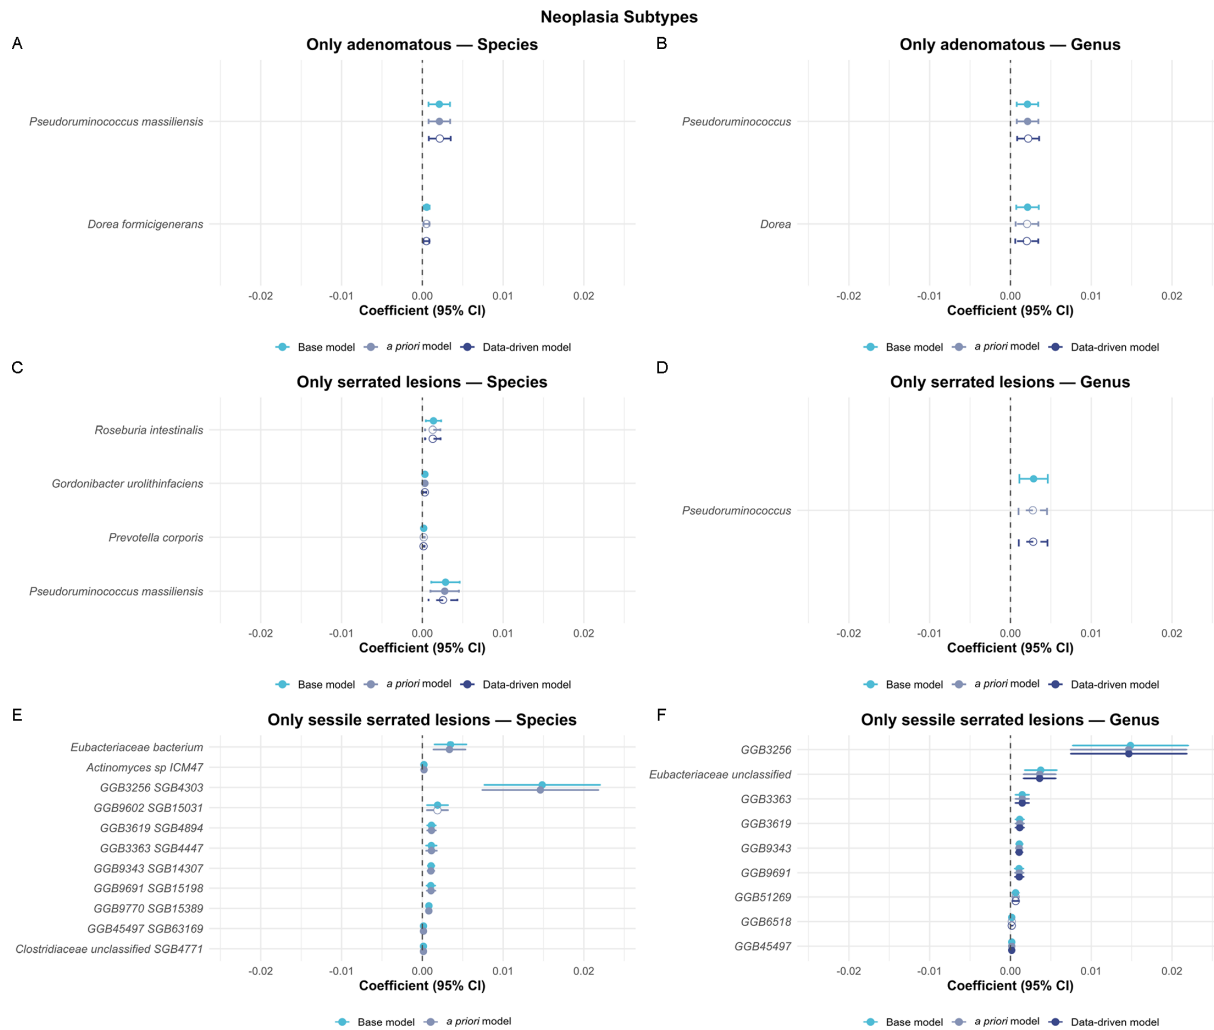 Neoplasia Subtypes
A
Only adenomatous — Species
Pseudoruminococcus massiliensis
Dorea formicigenerans
-0.02 -0.01 0.00 0.01 0.02
Coefficient (95% CI)
Base model a priori model Data-driven model
B
Only adenomatous — Genus
Pseudoruminococcus
Dorea
-0.02 -0.01 0.00 0.01 0.02
Coefficient (95% CI)
Base model a priori model Data-driven model
C
Only serrated lesions — Species
Roseburia intestinalis
Gordonibacter urolithinfaciens
Prevotella corporis
Pseudoruminococcus massiliensis
-0.02 -0.01 0.00 0.01 0.02
Coefficient (95% CI)
Base model a priori model Data-driven model
D
Only serrated lesions — Genus
Pseudoruminococcus
-0.02 -0.01 0.00 0.01 0.02
Coefficient (95% CI)
Base model a priori model Data-driven model
E
Only sessile serrated lesions — Species
Eubacteriaceae bacterium
Actinomyces sp ICM47
GGB3256 SGB4303
GGB9602 SGB15031
GGB3619 SGB4894
GGB3363 SGB4447
GGB9343 SGB14307
GGB9691 SGB15198
GGB9770 SGB15389
GGB45497 SGB63169
Clostridiaceae unclassified SGB4771
-0.02 -0.01 0.00 0.01 0.02
Coefficient (95% CI)
Base model a priori model
F
Only sessile serrated lesions — Genus
GGB3256
Eubacteriaceae unclassified
GGB3363
GGB3619
GGB9343
GGB9691
GGB51269
GGB6518
GGB45497
-0.02 -0.01 0.00 0.01 0.02
Coefficient (95% CI)
Base model a priori model Data-driven model